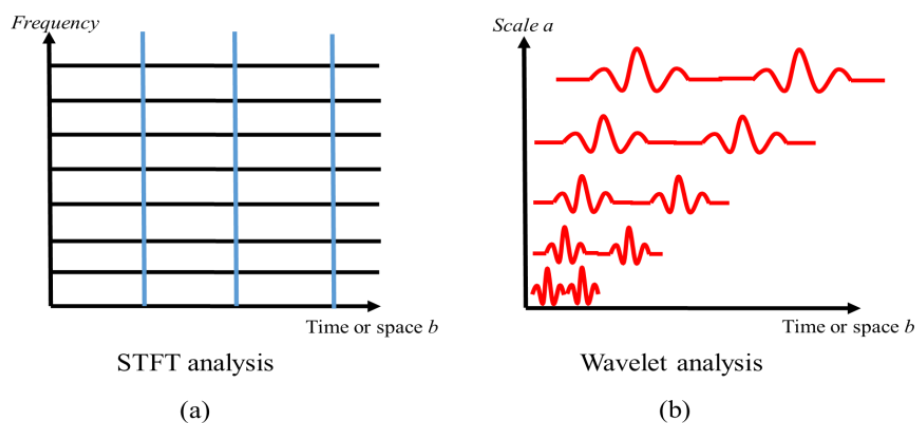 Frequency
Time or space b
STFT analysis
(a)
Scale a
Time or space b
Wavelet analysis
(b)